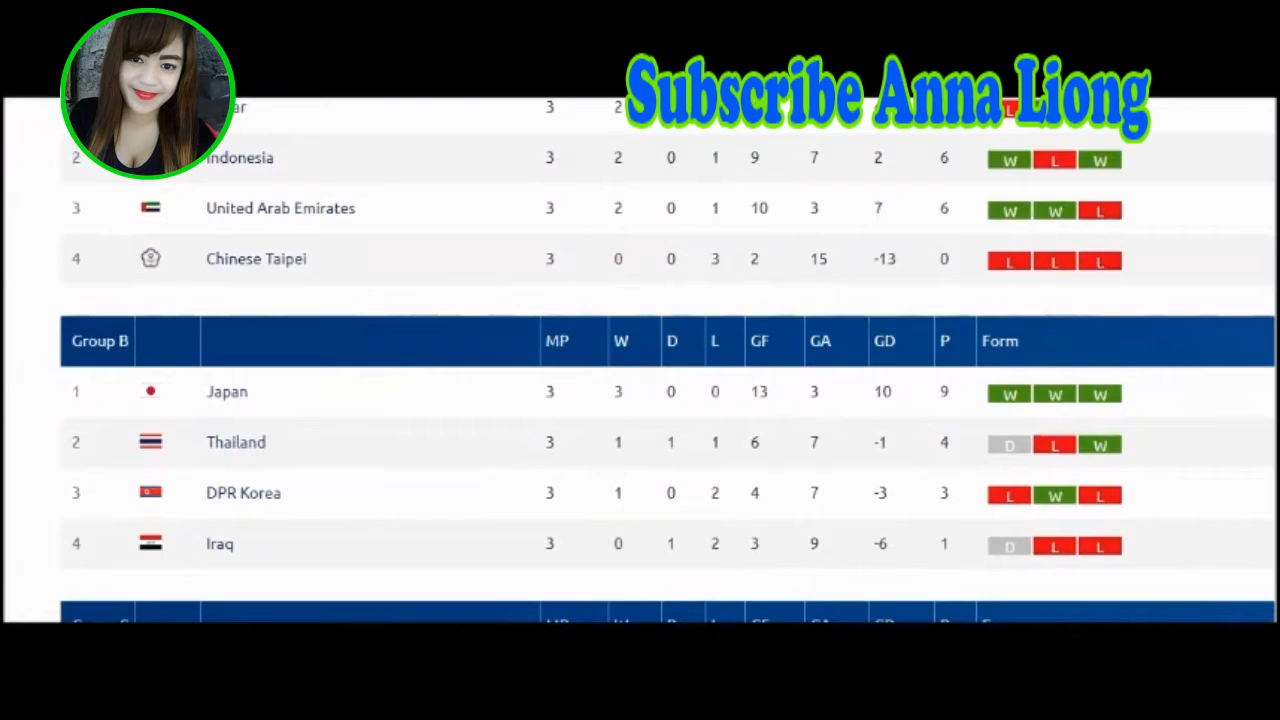 Subscribe Anna Liong
ar 3 2
2 Indonesia 3 2 0 1 9 7 2 6 W L W
3 United Arab Emirates 3 2 0 1 10 3 7 6 W W L
4 Chinese Taipei 3 0 0 3 2 15 -13 0 L L L
Group B MP W D L GF GA GD P Form
1 Japan 3 3 0 0 13 3 10 9 W W W
2 Thailand 3 1 1 1 6 7 -1 4 D L W
3 DPR Korea 3 1 0 2 4 7 -3 3 L W L
4 Iraq 3 0 1 2 3 9 -6 1 D L L